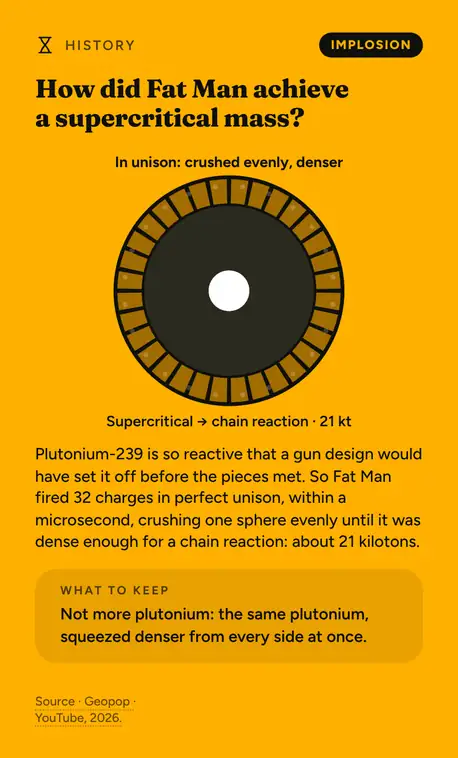 HISTORY
IMPLOSION
How did Fat Man achieve
a supercritical mass?
In unison: crushed evenly, denser
Supercritical → chain reaction · 21 kt
Plutonium-239 is so reactive that a gun design would
have set it off before the pieces met. So Fat Man
fired 32 charges in perfect unison, within a
microsecond, crushing one sphere evenly until it was
dense enough for a chain reaction: about 21 kilotons.
WHAT TO KEEP
Not more plutonium: the same plutonium,
squeezed denser from every side at once.
Source · Geopop ·
YouTube, 2026.